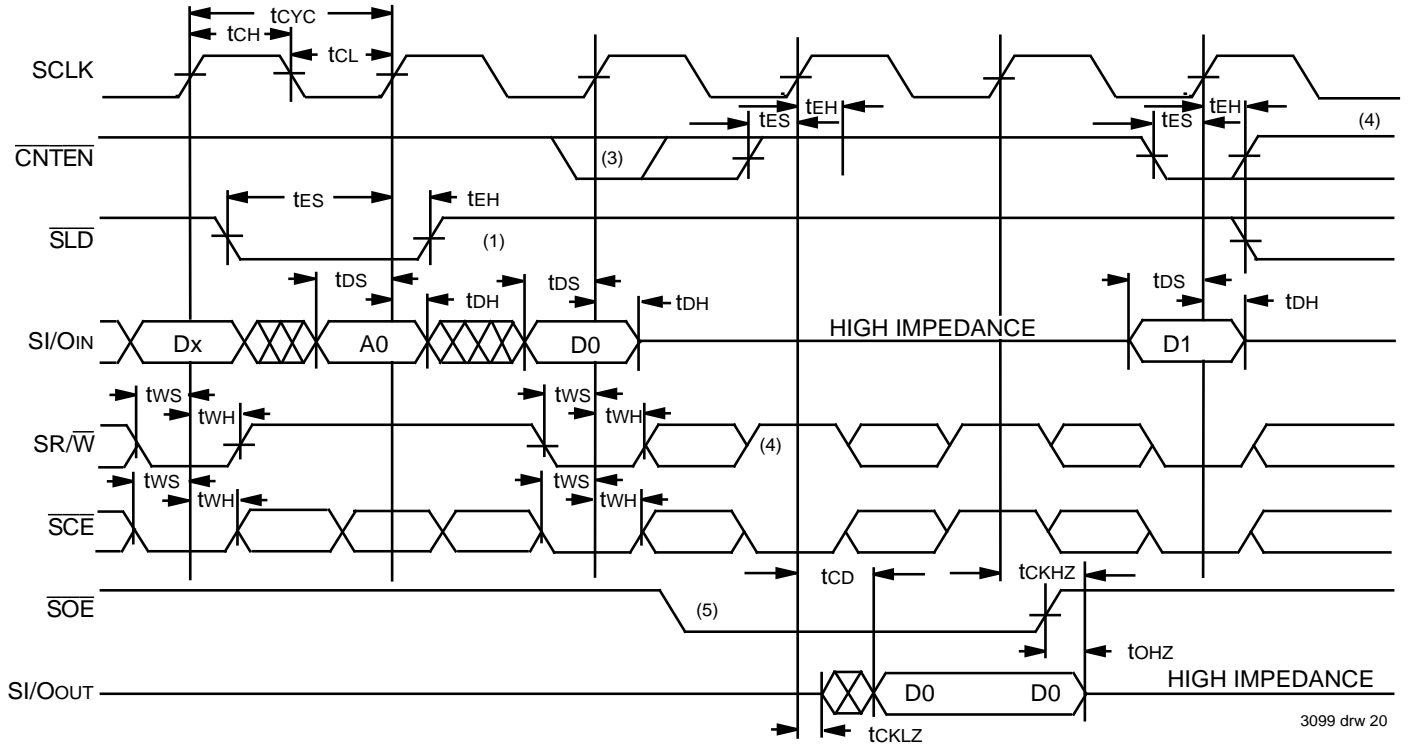 tCYC
tCH
tCL
SCLK
tES
tEH
tES
tEH
(4)
CNTEN
(3)
tES
tEH
SLD
(1)
tDS
tDH
tDS
tDH
tDS
tDH
SI/OIN
Dx
A0
D0
HIGH IMPEDANCE
D1
tWS
tWH
tWS
tWH
SR/W
(4)
tWS
tWH
tWS
tWH
SCE
tCD
tCKHZ
SOE
(5)
tOHZ
SI/OOUT
D0
D0
HIGH IMPEDANCE
tCKLZ
3099 drw 20